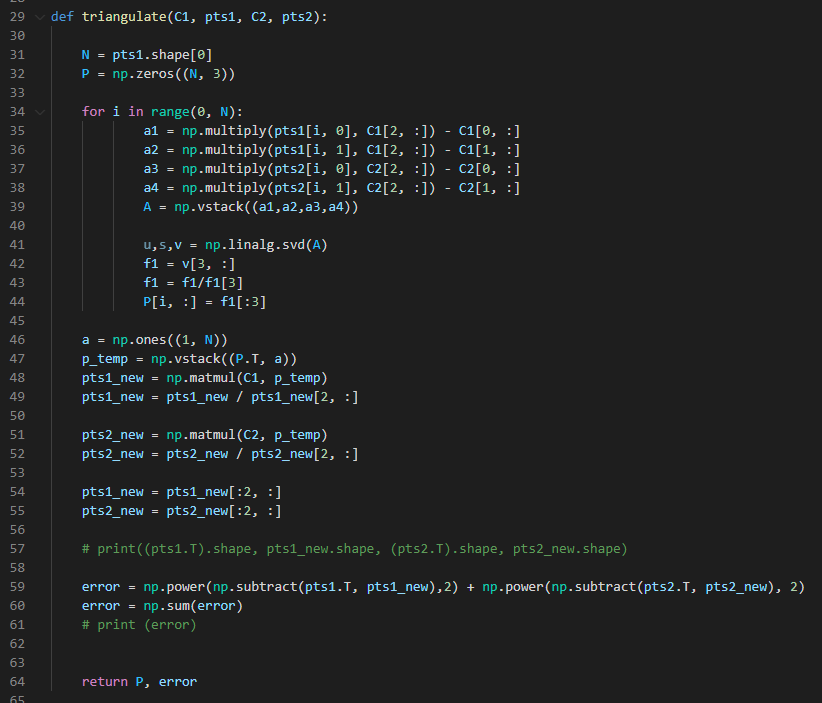 29 def triangulate(C1, pts1, C2, pts2):
30
31     N = pts1.shape[0]
32     P = np.zeros((N, 3))
33
34     for i in range(0, N):
35             a1 = np.multiply(pts1[i, 0], C1[2, :]) - C1[0, :]
36             a2 = np.multiply(pts1[i, 1], C1[2, :]) - C1[1, :]
37             a3 = np.multiply(pts2[i, 0], C2[2, :]) - C2[0, :]
38             a4 = np.multiply(pts2[i, 1], C2[2, :]) - C2[1, :]
39             A = np.vstack((a1,a2,a3,a4))
40
41             u,s,v = np.linalg.svd(A)
42             f1 = v[3, :]
43             f1 = f1/f1[3]
44             P[i, :] = f1[:3]
45
46     a = np.ones((1, N))
47     p_temp = np.vstack((P.T, a))
48     pts1_new = np.matmul(C1, p_temp)
49     pts1_new = pts1_new / pts1_new[2, :]
50
51     pts2_new = np.matmul(C2, p_temp)
52     pts2_new = pts2_new / pts2_new[2, :]
53
54     pts1_new = pts1_new[:2, :]
55     pts2_new = pts2_new[:2, :]
56
57     # print((pts1.T).shape, pts1_new.shape, (pts2.T).shape, pts2_new.shape)
58
59     error = np.power(np.subtract(pts1.T, pts1_new),2) + np.power(np.subtract(pts2.T, pts2_new), 2)
60     error = np.sum(error)
61     # print (error)
62
63
64     return P, error
65